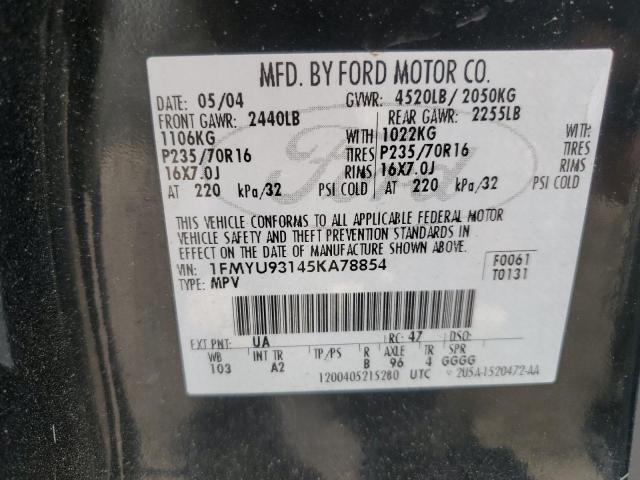 MFD. BY FORD MOTOR CO.
DATE: 05/04 GVWR: 4520LB/ 2050KG
FRONT GAWR: 2440LB REAR GAWR: 2255LB
1106KG 1022KG
P235/70R16 TIRES P235/70R16 TIRES
16X7.0J RIMS 16X7.0J RIMS
AT 220 kPa/32 PSI COLD AT 220 kPa/32 PSI COLD
THIS VEHICLE CONFORMS TO ALL APPLICABLE FEDERAL MOTOR
VEHICLE SAFETY AND THEFT PREVENTION STANDARDS IN
EFFECT ON THE DATE OF MANUFACTURE SHOWN ABOVE.
VIN: 1FMYU93145KA78854 F0061
TYPE: MPV T0131
EXT PNT: UA RC: 47 DSO:
WB INT TR TP/PS R AXLE TR SPR
103 A2 B 96 4 GGGG
1200405215280 UTC 2U5A-1520472-AA
Ford